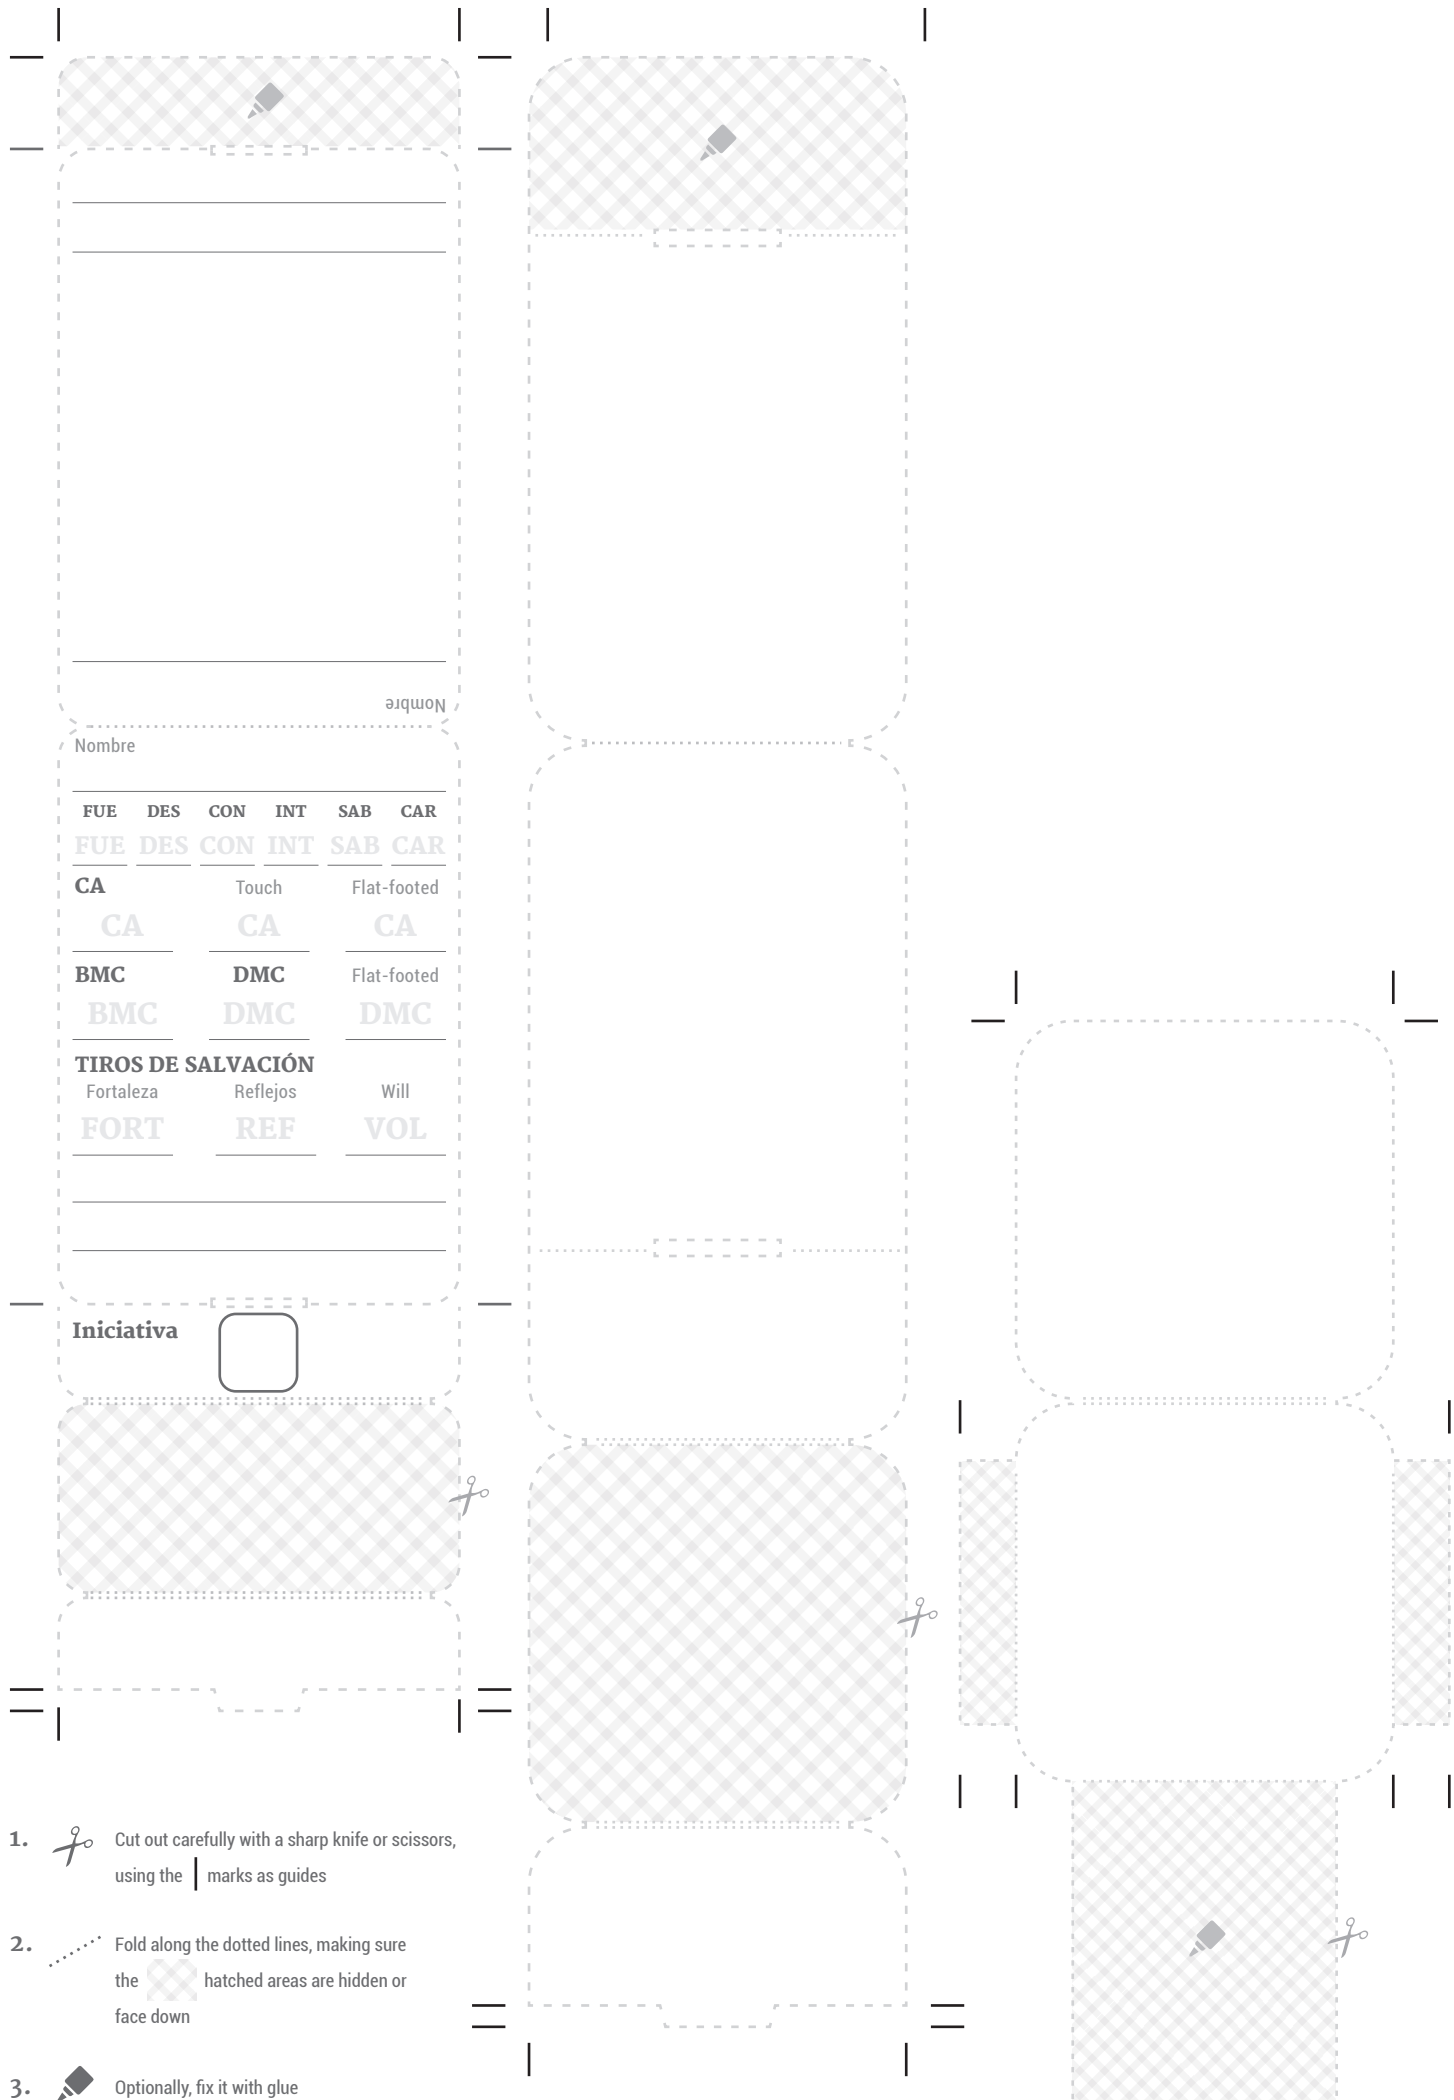 Nombre
Nombre
FUE DES CON INT SAB CAR
FUE DES CON INT SAB CAR
CA Touch Flat-footed
CA CA CA
BMC DMC Flat-footed
BMC DMC DMC
TIROS DE SALVACIÓN
Fortaleza Reflejos Will
FORT REF VOL
Iniciativa
1. Cut out carefully with a sharp knife or scissors,
using the marks as guides
2. Fold along the dotted lines, making sure
the hatched areas are hidden or
face down
3. Optionally, fix it with glue